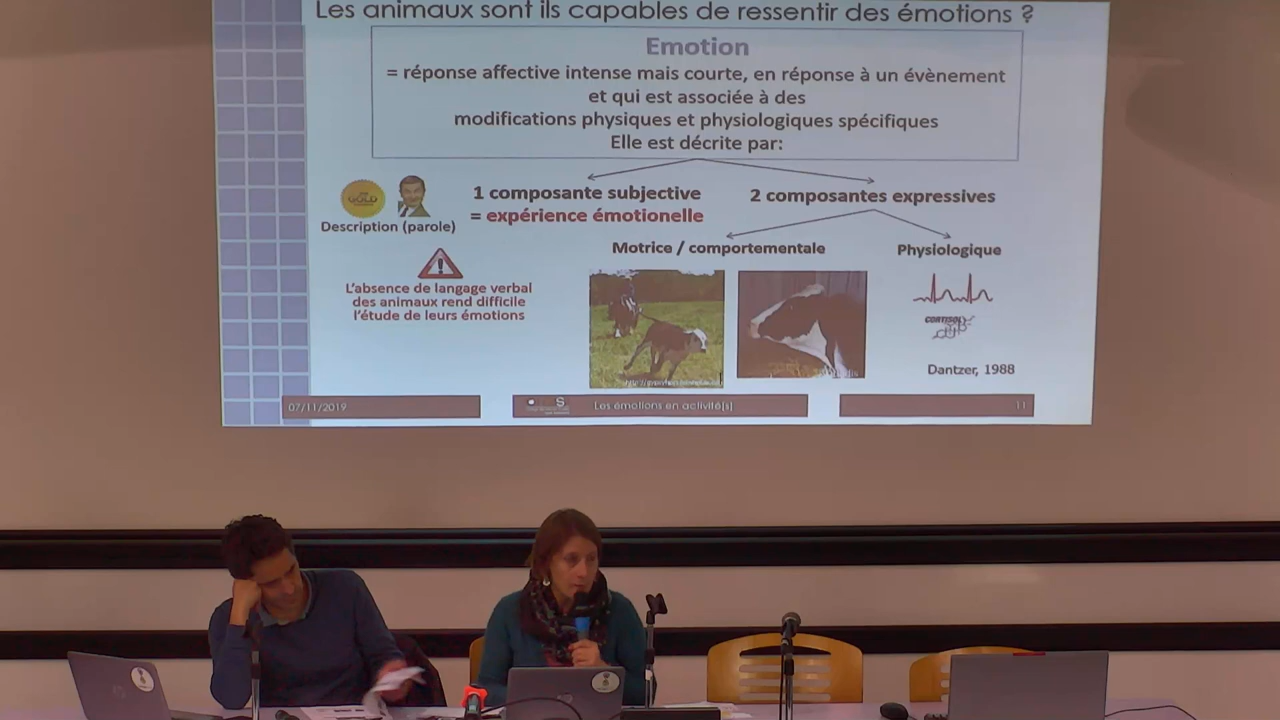 Les animaux sont ils capables de ressentir des émotions ?
Emotion
= réponse affective intense mais courte, en réponse à un évènement
et qui est associée à des
modifications physiques et physiologiques spécifiques
Elle est décrite par:
1 composante subjective
= expérience émotionelle
2 composantes expressives
GOLD
Description (parole)
Motrice / comportementale
Physiologique
L'absence de langage verbal
des animaux rend difficile
l'étude de leurs émotions
CORTISOL
Dantzer, 1988
07/11/2019
Les émotions en activité(s)
11